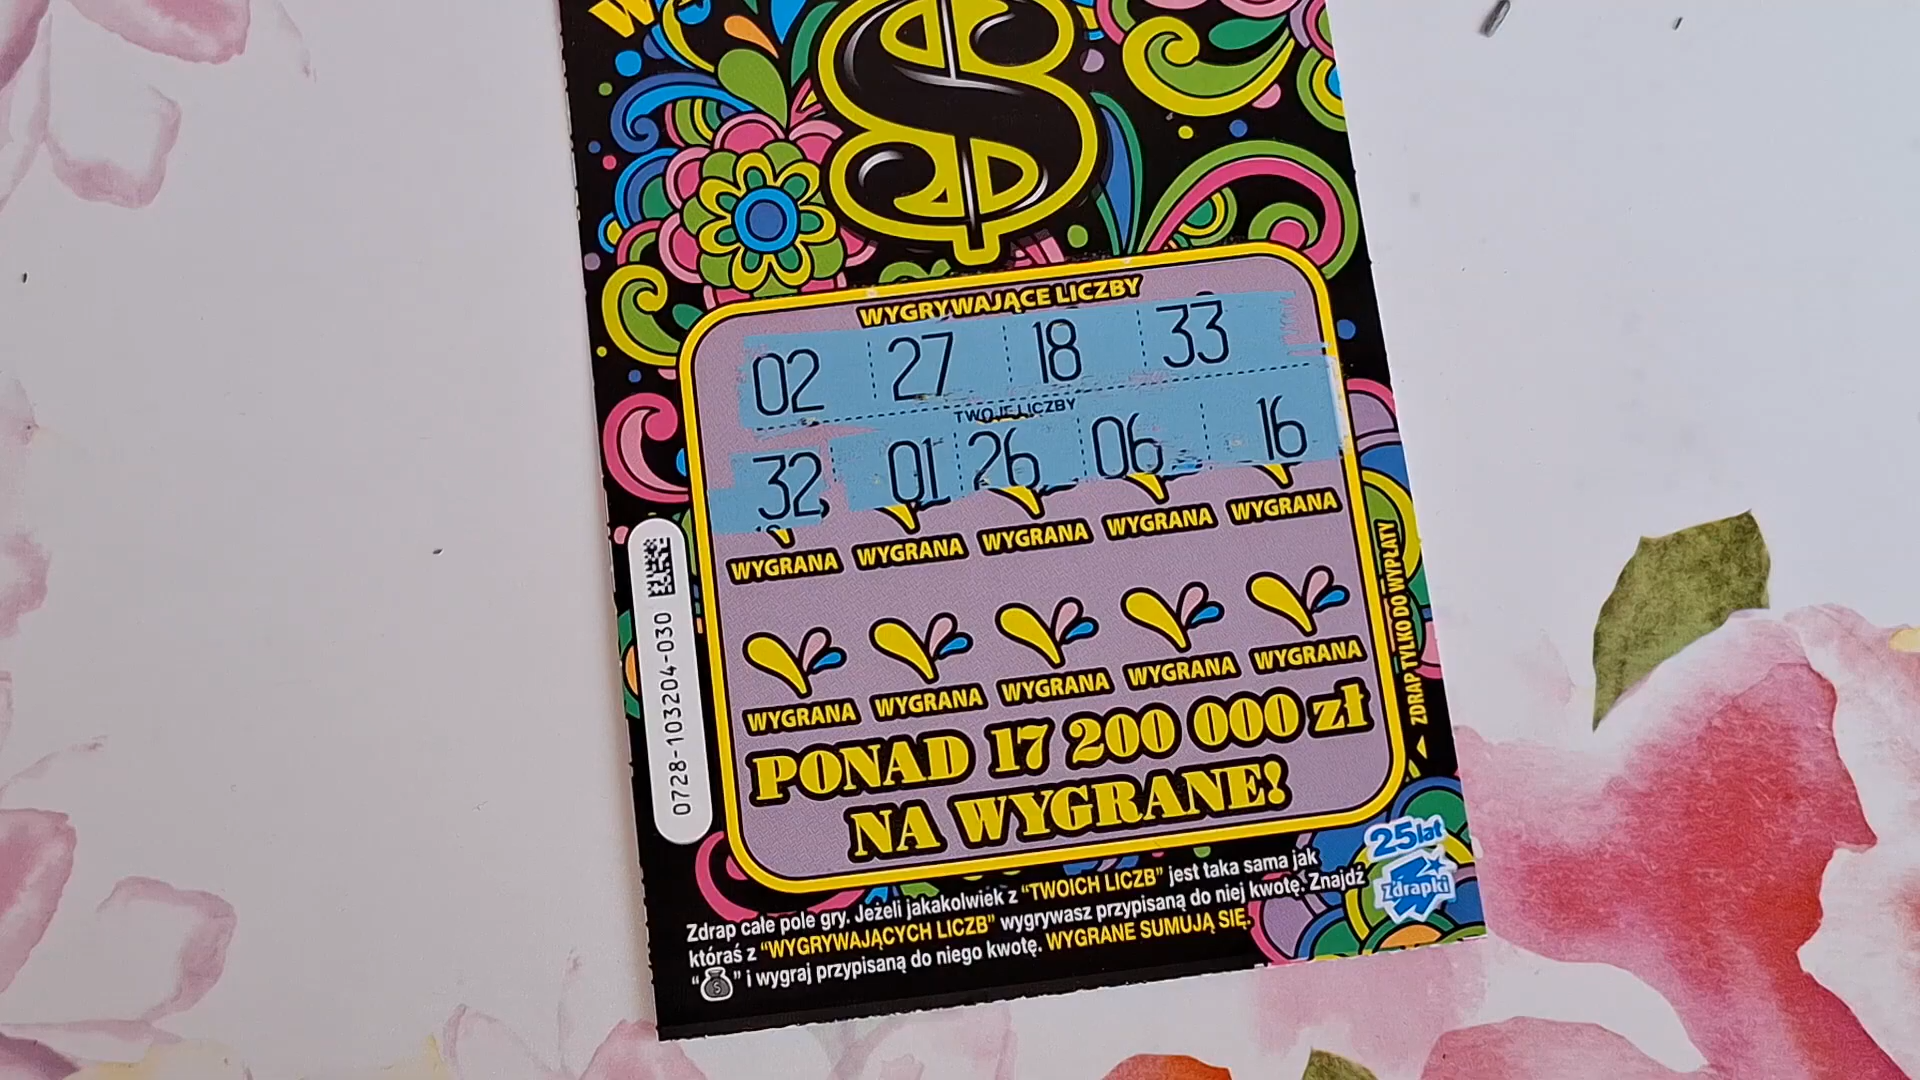 WYGRYWAJĄCE LICZBY
02 27 18 33
TWOJE LICZBY
32 01 26 06 16
WYGRANA WYGRANA WYGRANA WYGRANA WYGRANA
WYGRANA WYGRANA WYGRANA WYGRANA WYGRANA
PONAD 17 200 000 zł
NA WYGRANE!
0728-103204-030
ZDRAP TYLKO DO WYPŁATY
25 lat
Zdrapki
Zdrap całe pole gry. Jeżeli jakakolwiek z “TWOICH LICZB” jest taka sama jak
któraś z “WYGRYWAJĄCYCH LICZB” wygrywasz przypisaną do niej kwotę. Znajdź
“$” i wygraj przypisaną do niego kwotę. WYGRANE SUMUJĄ SIĘ.